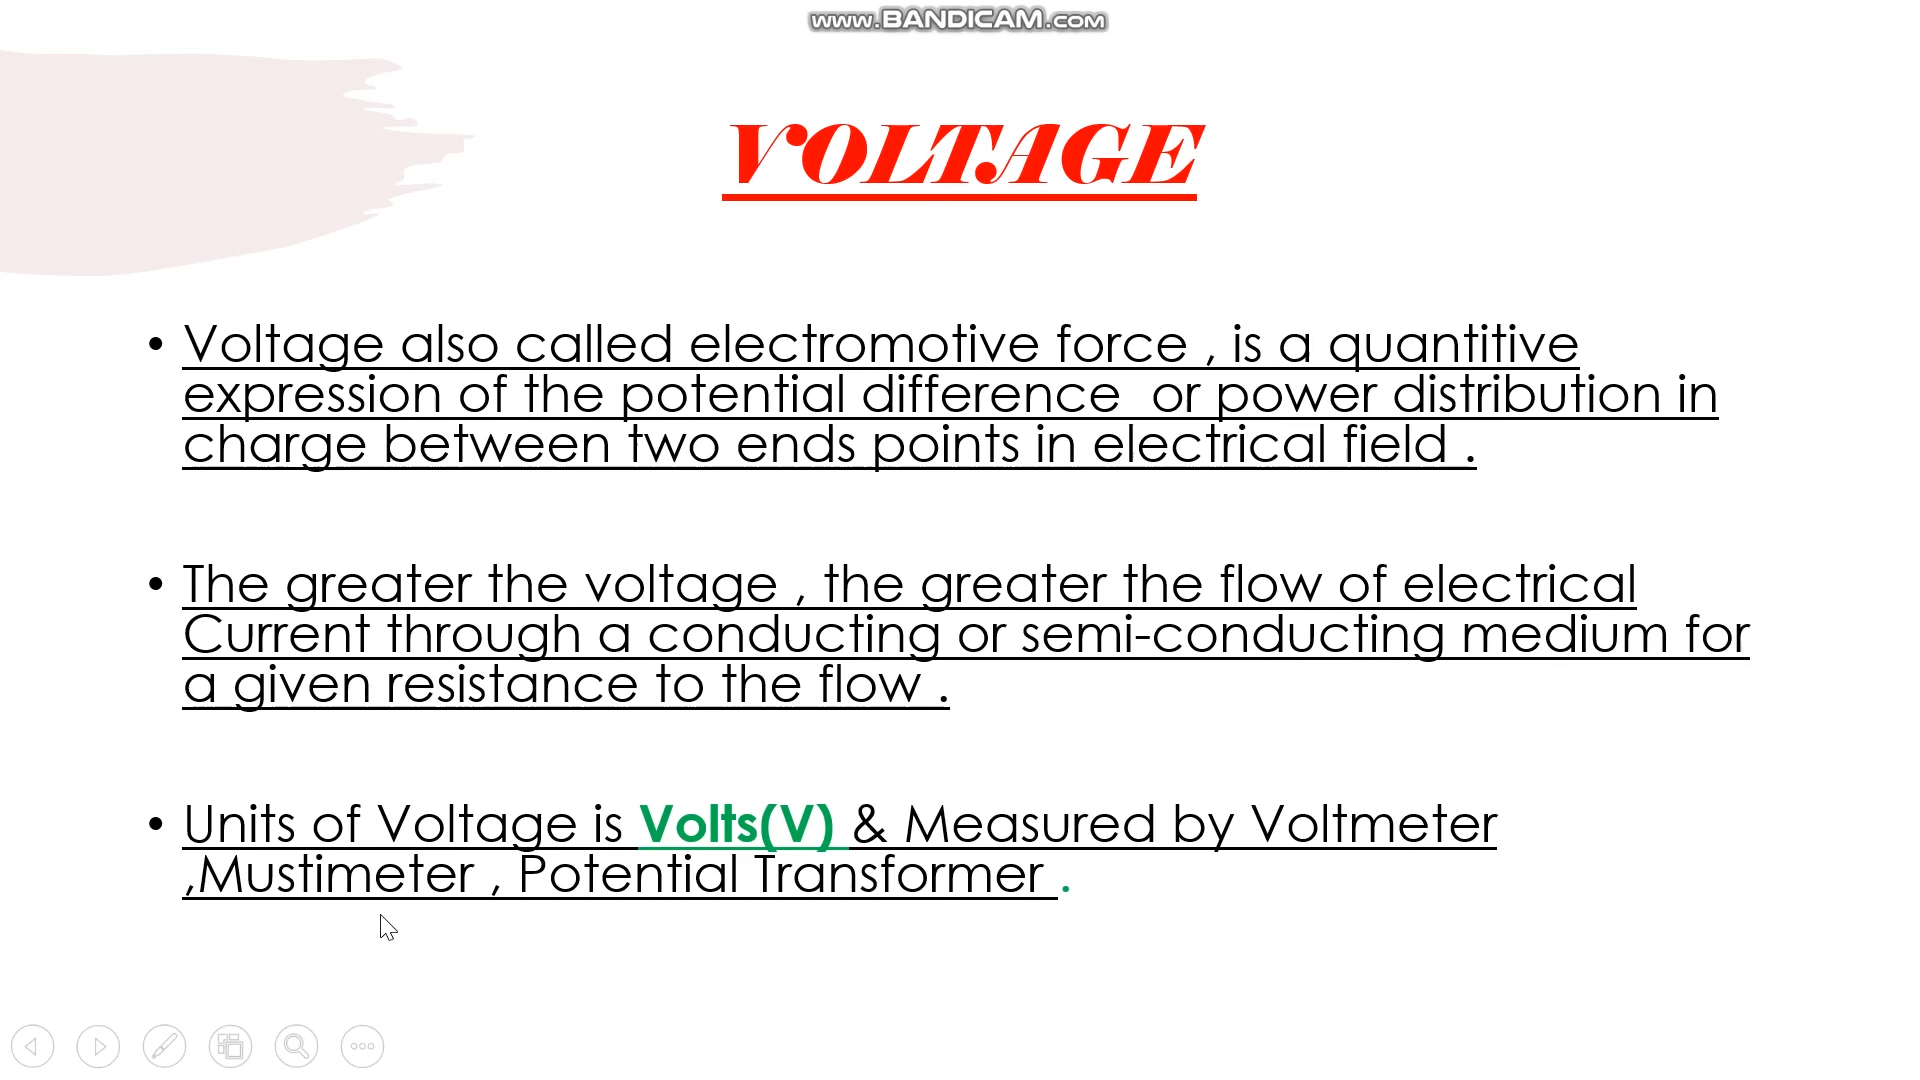 www.BANDICAM.com
VOLTAGE
• Voltage also called electromotive force , is a quantitive
expression of the potential difference  or power distribution in
charge between two ends points in electrical field .
• The greater the voltage , the greater the flow of electrical
Current through a conducting or semi-conducting medium for
a given resistance to the flow .
• Units of Voltage is Volts(V) & Measured by Voltmeter
,Mustimeter , Potential Transformer .